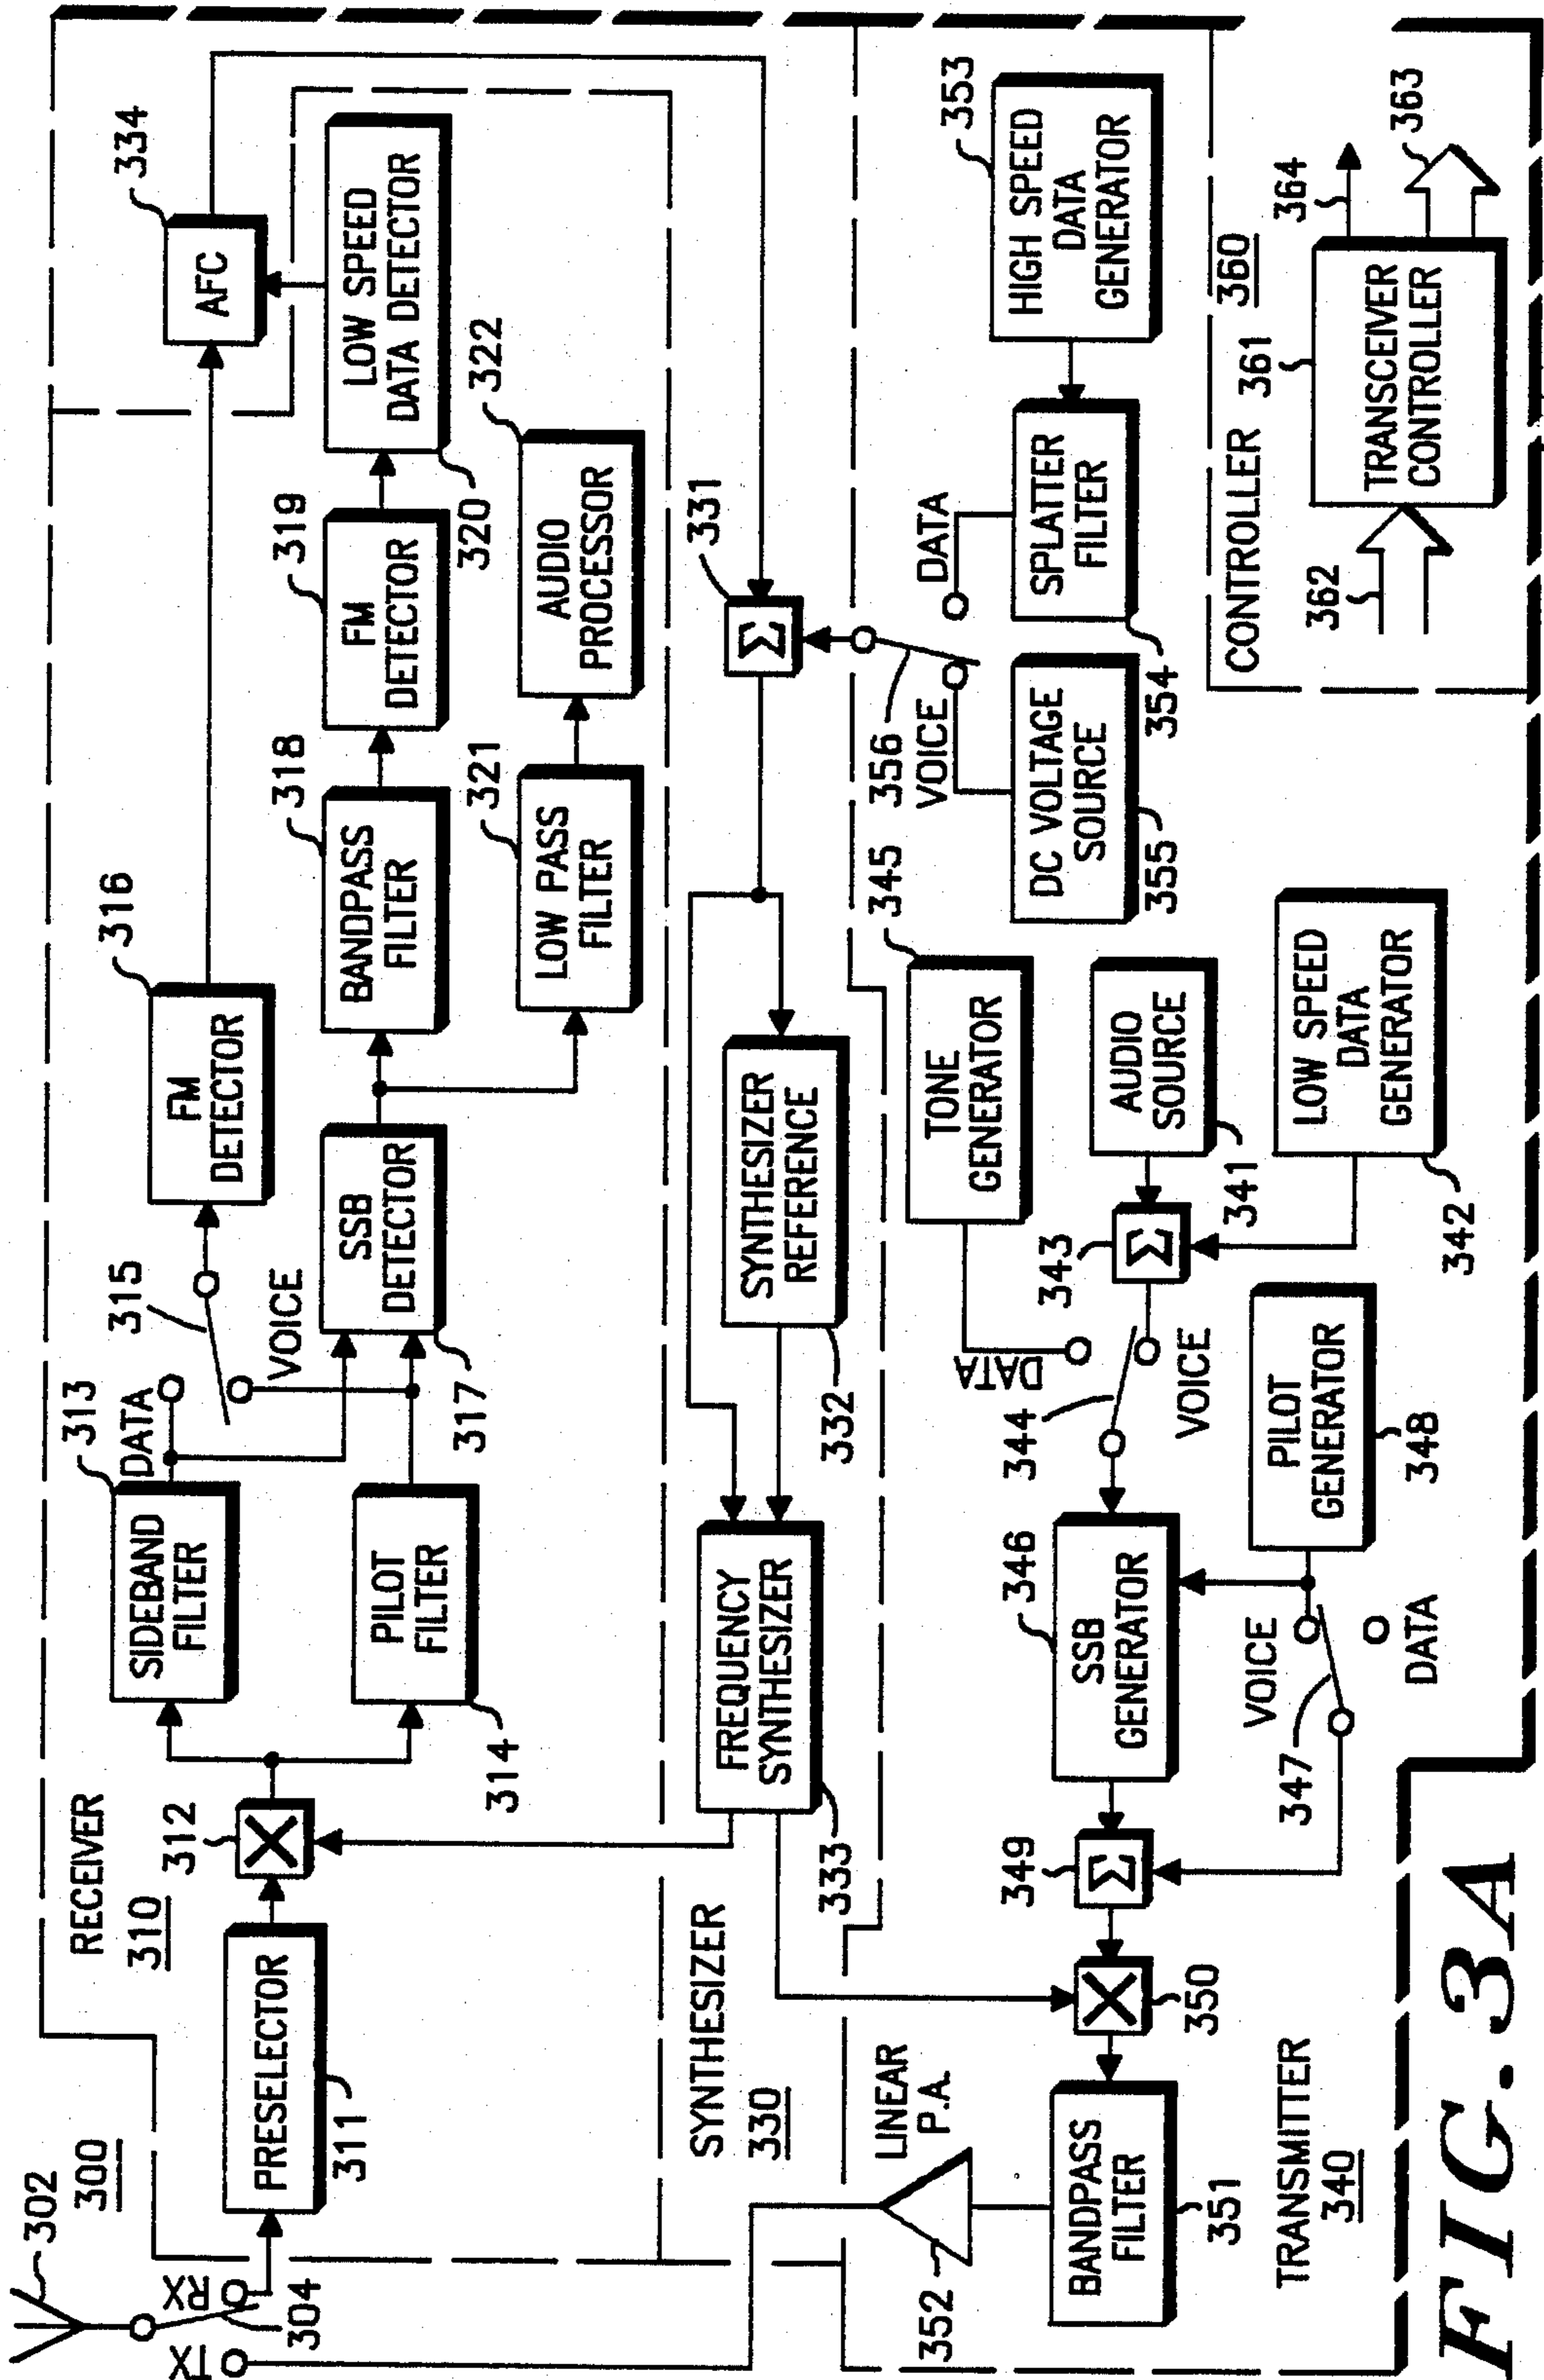 302
300
RX
TX
304
RECEIVER
310
PRESELECTOR
311
312
313
SIDEBAND
FILTER
DATA
PILOT
FILTER
314
315
VOICE
316
FM
DETECTOR
SSB
DETECTOR
317
318
BANDPASS
FILTER
319
FM
DETECTOR
LOW SPEED
DATA DETECTOR
320
321
LOW PASS
FILTER
322
AUDIO
PROCESSOR
334
AFC
SYNTHESIZER
330
FREQUENCY
SYNTHESIZER
333
SYNTHESIZER
REFERENCE
332
331
Σ
352
LINEAR
P.A.
BANDPASS
FILTER
351
TRANSMITTER
340
350
349
Σ
346
SSB
GENERATOR
VOICE
347
DATA
PILOT
GENERATOR
348
344
DATA
VOICE
343
Σ
345
TONE
GENERATOR
AUDIO
SOURCE
341
LOW SPEED
DATA
GENERATOR
342
356
VOICE
DATA
DC VOLTAGE
SOURCE
355
SPLATTER
FILTER
354
353
HIGH SPEED
DATA
GENERATOR
CONTROLLER 360
361
TRANSCEIVER
CONTROLLER
362
364
363
FIG.3A